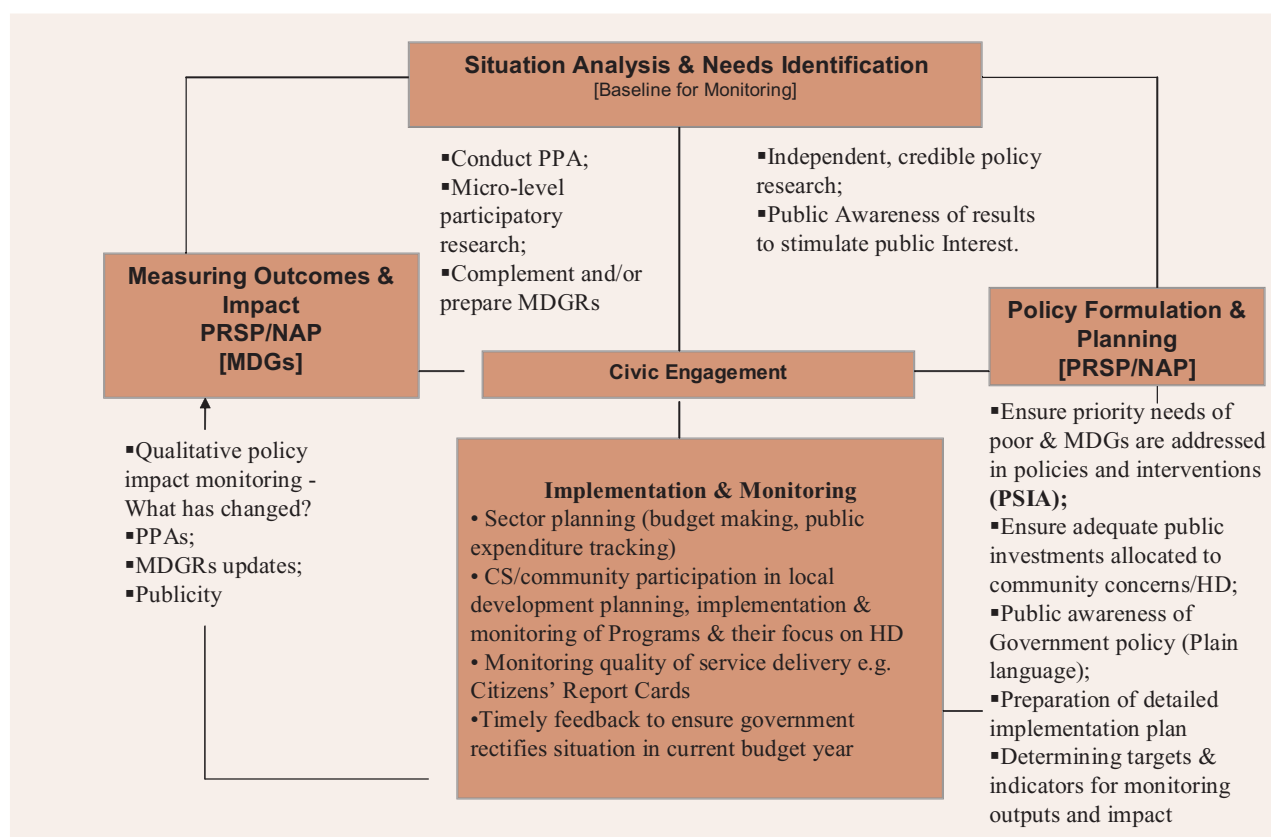 Situation Analysis & Needs Identification
[Baseline for Monitoring]
▪Conduct PPA;
▪Micro-level
participatory
research;
▪Complement and/or
prepare MDGRs
▪Independent, credible policy
research;
▪Public Awareness of results
to stimulate public Interest.
Measuring Outcomes &
Impact
PRSP/NAP
[MDGs]
Civic Engagement
Policy Formulation &
Planning
[PRSP/NAP]
▪Qualitative policy
impact monitoring -
What has changed?
▪PPAs;
▪MDGRs updates;
▪Publicity
Implementation & Monitoring
• Sector planning (budget making, public
expenditure tracking)
• CS/community participation in local
development planning, implementation &
monitoring of Programs & their focus on HD
• Monitoring quality of service delivery e.g.
Citizens’ Report Cards
•Timely feedback to ensure government
rectifies situation in current budget year
▪Ensure priority needs of
poor & MDGs are addressed
in policies and interventions
(PSIA);
▪Ensure adequate public
investments allocated to
community concerns/HD;
▪Public awareness of
Government policy (Plain
language);
▪Preparation of detailed
implementation plan
▪Determining targets &
indicators for monitoring
outputs and impact